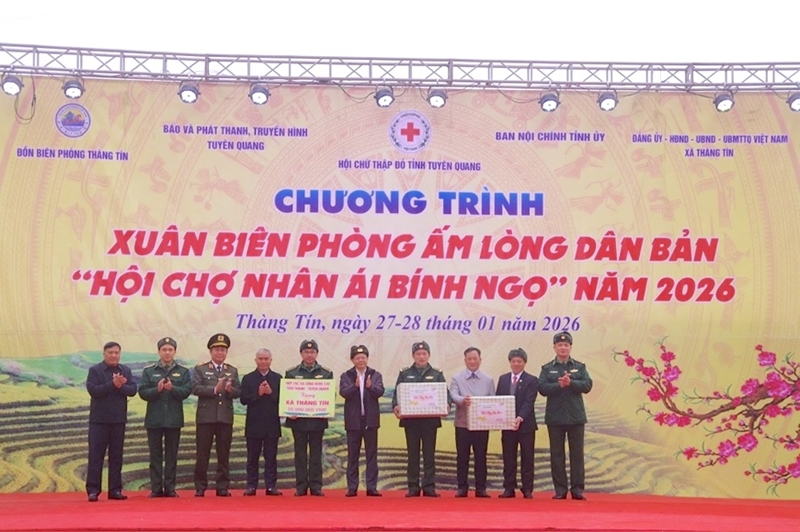 ĐỒN BIÊN PHÒNG THÀNG TÍN
BÁO VÀ PHÁT THANH, TRUYỀN HÌNH
TUYÊN QUANG
HỘI CHỮ THẬP ĐỎ TỈNH TUYÊN QUANG
BAN NỘI CHÍNH TỈNH ỦY
ĐẢNG ỦY - HĐND - UBND - UBMTTQ VIỆT NAM
XÃ THÀNG TÍN
CHƯƠNG TRÌNH
XUÂN BIÊN PHÒNG ẤM LÒNG DÂN BẢN
“HỘI CHỢ NHÂN ÁI BÍNH NGỌ” NĂM 2026
Thàng Tín, ngày 27-28 tháng 01 năm 2026
XÃ THÀNG TÍN